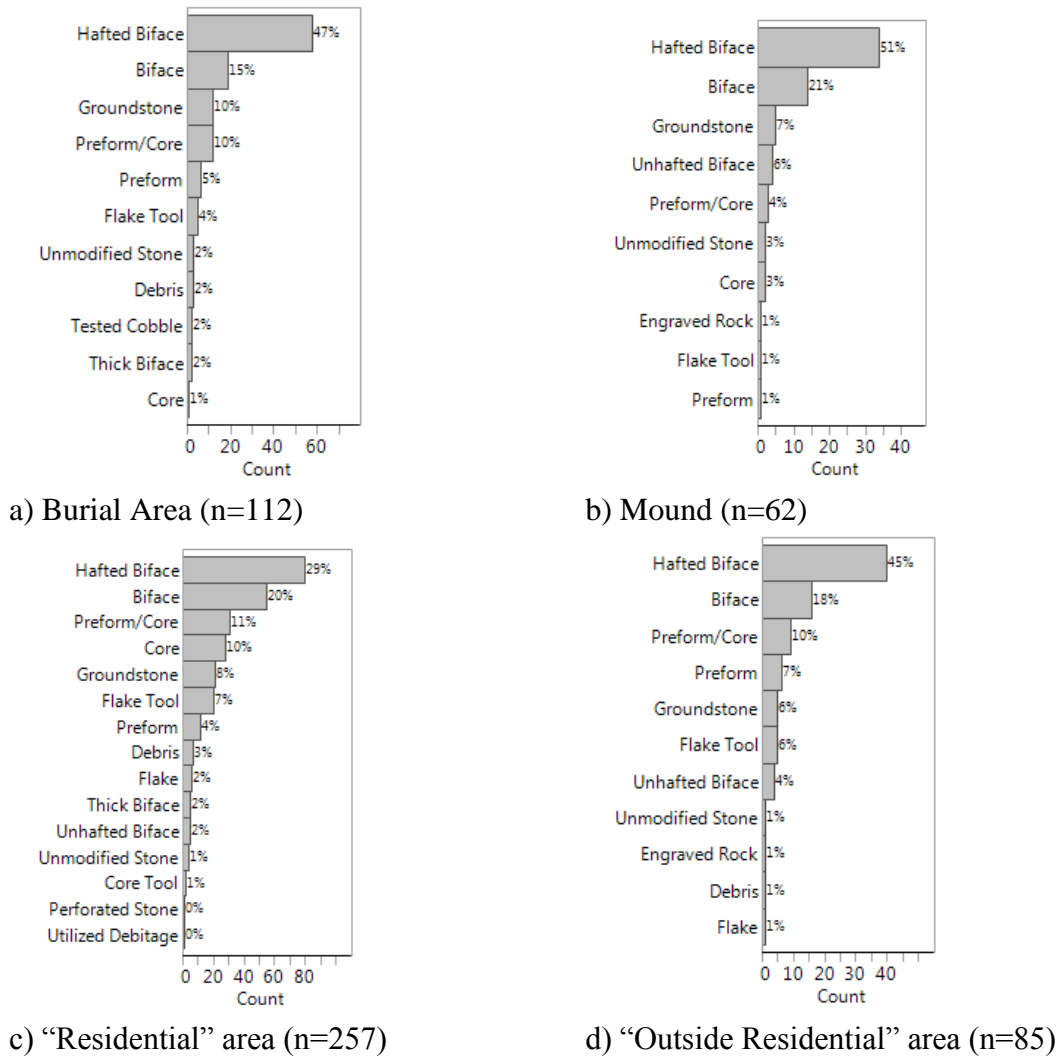 Hafted Biface 47%
Biface 15%
Groundstone 10%
Preform/Core 10%
Preform 5%
Flake Tool 4%
Unmodified Stone 2%
Debris 2%
Tested Cobble 2%
Thick Biface 2%
Core 1%
0 20 40 60
Count
a) Burial Area (n=112)
Hafted Biface 51%
Biface 21%
Groundstone 7%
Unhafted Biface 6%
Preform/Core 4%
Unmodified Stone 3%
Core 3%
Engraved Rock 1%
Flake Tool 1%
Preform 1%
0 10 20 30 40
Count
b) Mound (n=62)
Hafted Biface 29%
Biface 20%
Preform/Core 11%
Core 10%
Groundstone 8%
Flake Tool 7%
Preform 4%
Debris 3%
Flake 2%
Thick Biface 2%
Unhafted Biface 2%
Unmodified Stone 1%
Core Tool 1%
Perforated Stone 0%
Utilized Debitage 0%
0 20 40 60 80
Count
c) “Residential” area (n=257)
Hafted Biface 45%
Biface 18%
Preform/Core 10%
Preform 7%
Groundstone 6%
Flake Tool 6%
Unhafted Biface 4%
Unmodified Stone 1%
Engraved Rock 1%
Debris 1%
Flake 1%
0 10 20 30 40
Count
d) “Outside Residential” area (n=85)